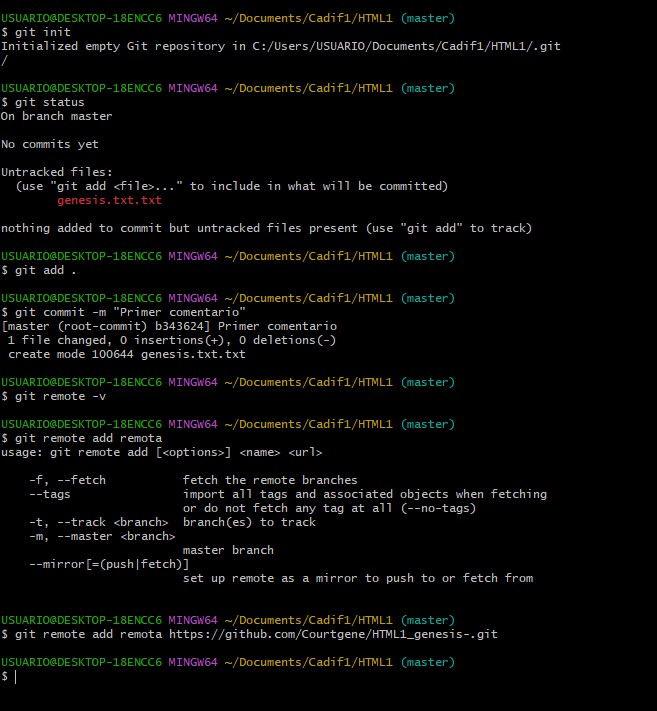 USUARIO@DESKTOP-18ENCC6 MINGW64 ~/Documents/Cadif1/HTML1 (master)
$ git init
Initialized empty Git repository in C:/Users/USUARIO/Documents/Cadif1/HTML1/.git
/
USUARIO@DESKTOP-18ENCC6 MINGW64 ~/Documents/Cadif1/HTML1 (master)
$ git status
On branch master
No commits yet
Untracked files:
  (use "git add <file>..." to include in what will be committed)
        genesis.txt.txt
nothing added to commit but untracked files present (use "git add" to track)
USUARIO@DESKTOP-18ENCC6 MINGW64 ~/Documents/Cadif1/HTML1 (master)
$ git add .
USUARIO@DESKTOP-18ENCC6 MINGW64 ~/Documents/Cadif1/HTML1 (master)
$ git commit -m "Primer comentario"
[master (root-commit) b343624] Primer comentario
 1 file changed, 0 insertions(+), 0 deletions(-)
 create mode 100644 genesis.txt.txt
USUARIO@DESKTOP-18ENCC6 MINGW64 ~/Documents/Cadif1/HTML1 (master)
$ git remote -v
USUARIO@DESKTOP-18ENCC6 MINGW64 ~/Documents/Cadif1/HTML1 (master)
$ git remote add remota
usage: git remote add [<options>] <name> <url>
    -f, --fetch           fetch the remote branches
    --tags                import all tags and associated objects when fetching
                          or do not fetch any tag at all (--no-tags)
    -t, --track <branch>  branch(es) to track
    -m, --master <branch>
                          master branch
    --mirror[=(push|fetch)]
                          set up remote as a mirror to push to or fetch from
USUARIO@DESKTOP-18ENCC6 MINGW64 ~/Documents/Cadif1/HTML1 (master)
$ git remote add remota https://github.com/Courtgene/HTML1_genesis-.git
USUARIO@DESKTOP-18ENCC6 MINGW64 ~/Documents/Cadif1/HTML1 (master)
$